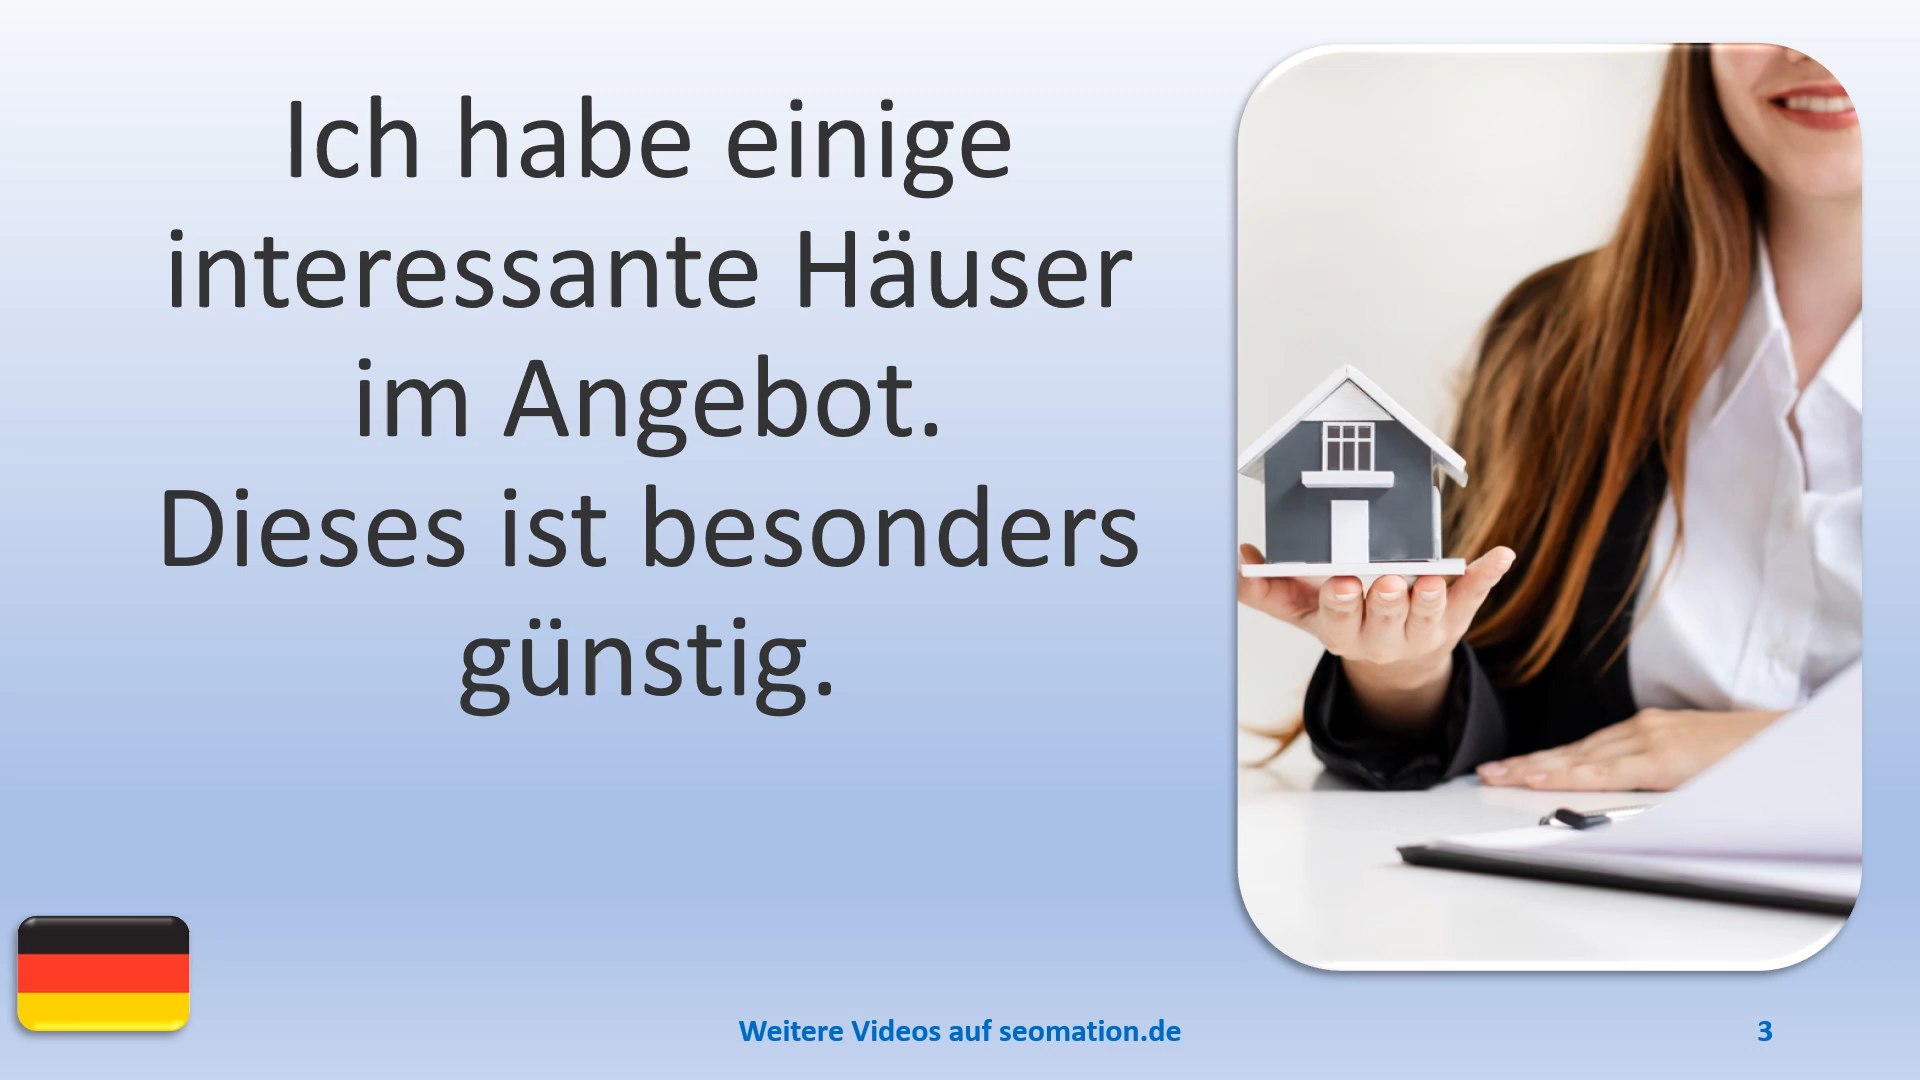 Ich habe einige
interessante Häuser
im Angebot.
Dieses ist besonders
günstig.
Weitere Videos auf seomation.de
3